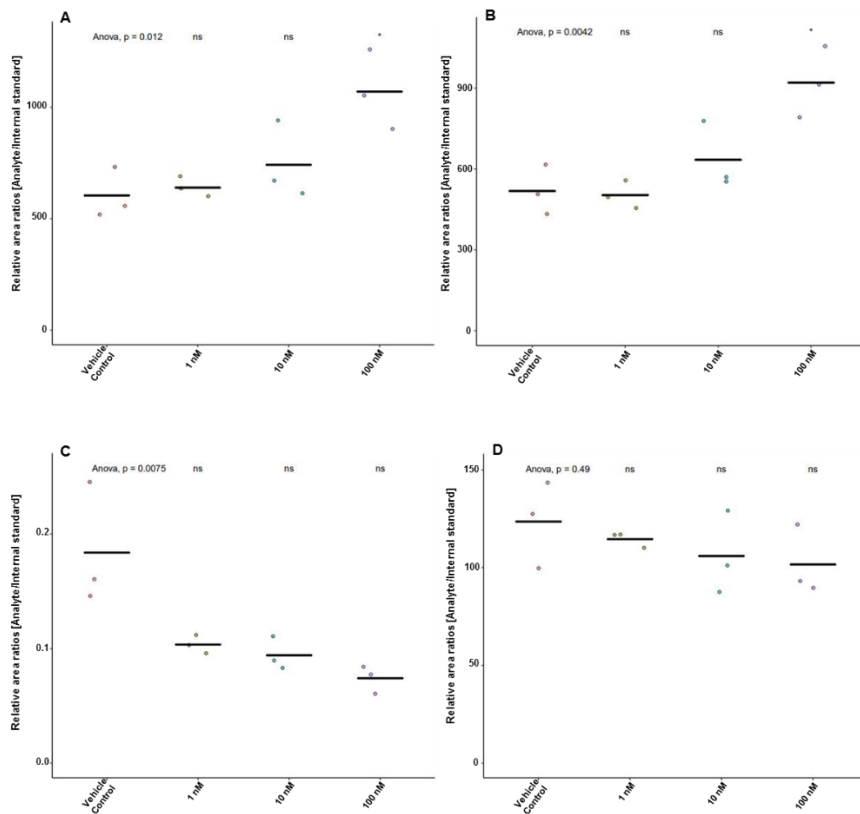 A
Anova, p = 0.012
ns
ns
*
Relative area ratios [Analyte/Internal standard]
1000
500
0
Vehicle
Control
1 nM
10 nM
100 nM
B
Anova, p = 0.0042
ns
ns
*
Relative area ratios [Analyte/Internal standard]
900
600
300
0
Vehicle
Control
1 nM
10 nM
100 nM
C
Anova, p = 0.0075
ns
ns
ns
Relative area ratios [Analyte/Internal standard]
0.2
0.1
0.0
Vehicle
Control
1 nM
10 nM
100 nM
D
Anova, p = 0.49
ns
ns
ns
Relative area ratios [Analyte/Internal standard]
150
100
50
0
Vehicle
Control
1 nM
10 nM
100 nM